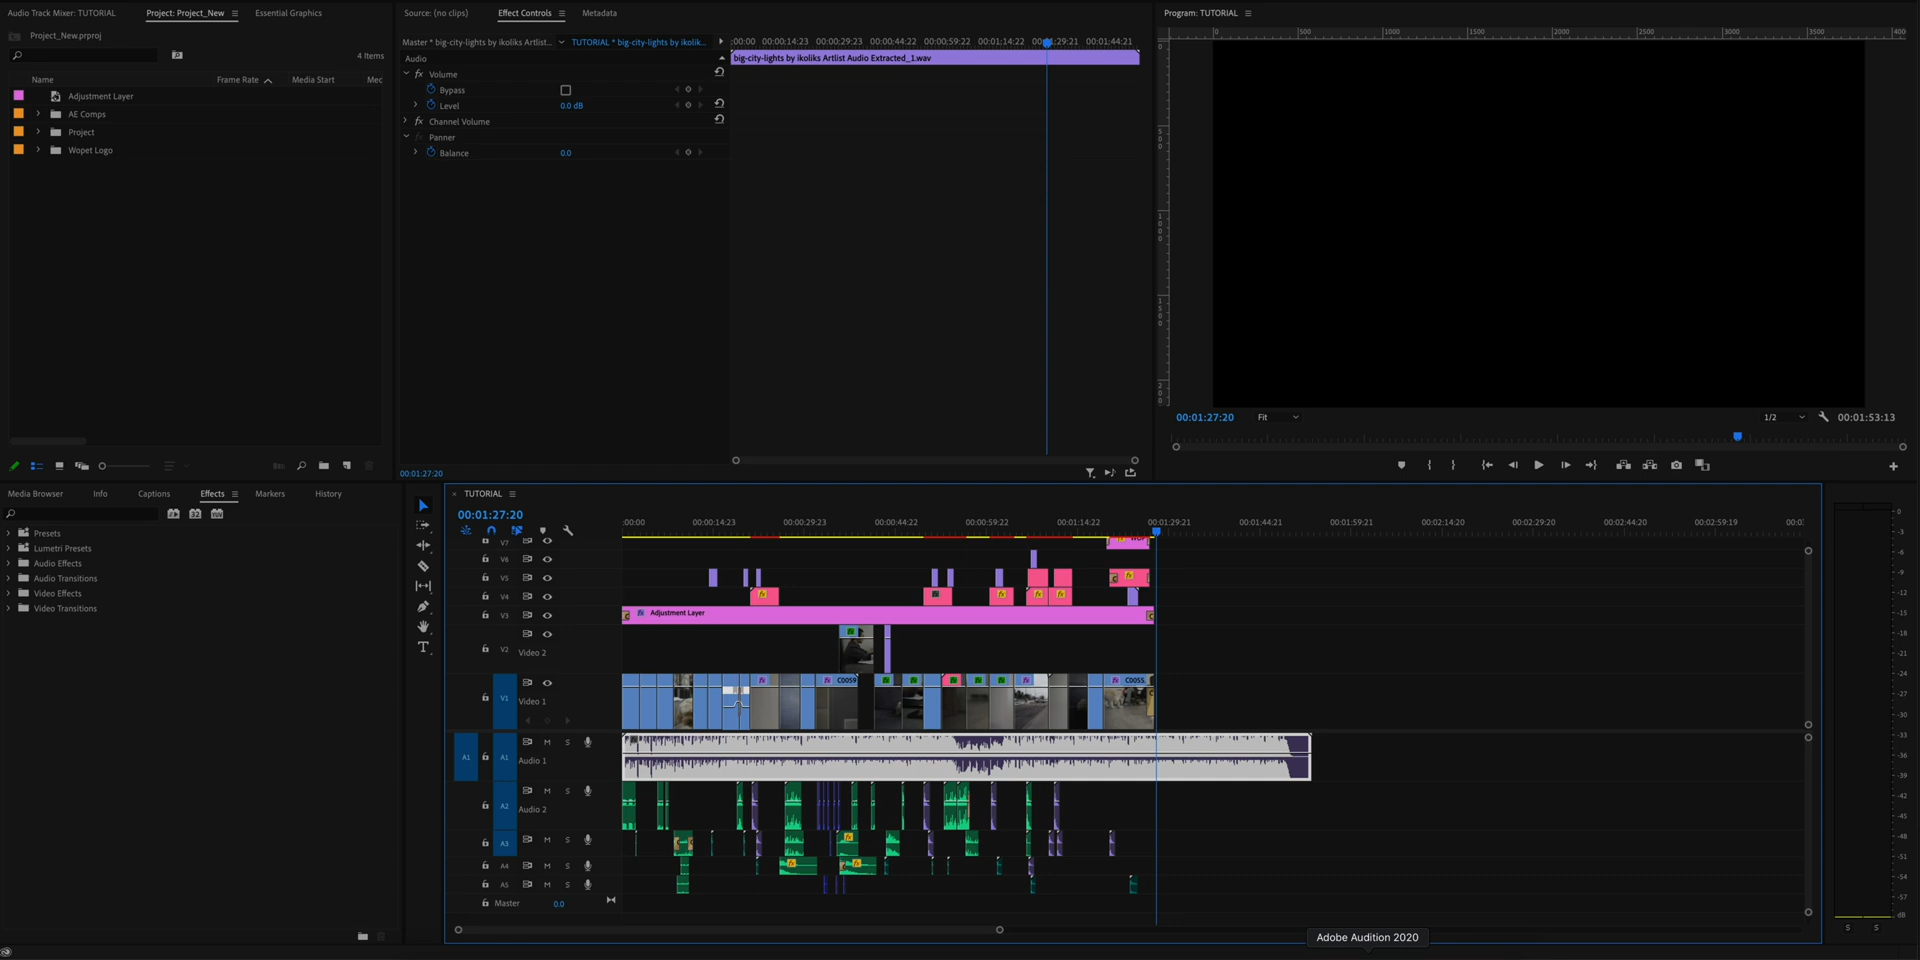 Audio Track Mixer: TUTORIAL
Project: Project_New
Essential Graphics
Project_New.prproj
4 Items
Name
Frame Rate
Media Start
Mec
Adjustment Layer
AE Comps
Project
Wopet Logo
Source: (no clips)
Effect Controls
Metadata
Master * big-city-lights by ikoliks Artlist...
TUTORIAL * big-city-lights by ikolik...
:00:00
00:00:14:23
00:00:29:23
00:00:44:22
00:00:59:22
00:01:14:22
00:01:29:21
00:01:44:21
Audio
big-city-lights by ikoliks Artlist Audio Extracted_1.wav
fx Volume
Bypass
Level
0.0 dB
fx Channel Volume
Panner
Balance
0.0
00:01:27:20
Program: TUTORIAL
0
500
1000
1500
2000
2500
3000
3500
400
00:01:27:20
Fit
1/2
00:01:53:13
Media Browser
Info
Captions
Effects
Markers
History
Presets
Lumetri Presets
Audio Effects
Audio Transitions
Video Effects
Video Transitions
× TUTORIAL
00:01:27:20
:00:00
00:00:14:23
00:00:29:23
00:00:44:22
00:00:59:22
00:01:14:22
00:01:29:21
00:01:44:21
00:01:59:21
00:02:14:20
00:02:29:20
00:02:44:20
00:02:59:19
V7
V6
V5
V4
V3
Adjustment Layer
V2
Video 2
V1
Video 1
C0059
C0055
A1
A1
M
S
Audio 1
A2
M
S
Audio 2
A3
M
S
A4
M
S
A5
M
S
Master
0.0
0
-3
-6
-9
-12
-15
-18
-21
-24
-27
-30
-33
-36
-39
-42
-45
-48
-51
-54
-57
dB
S
S
Adobe Audition 2020